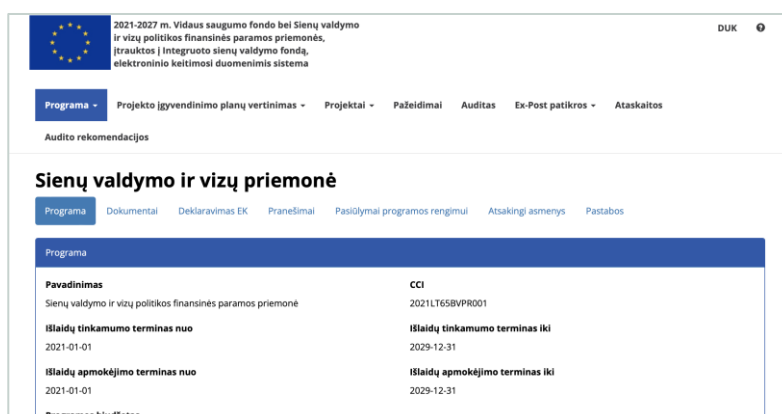 2021-2027 m. Vidaus saugumo fondo bei Sienų valdymo
ir vizų politikos finansinės paramos priemonės,
įtrauktos į Integruoto sienų valdymo fondą,
elektroninio keitimosi duomenimis sistema
DUK
Programa Projekto įgyvendinimo planų vertinimas Projektai Pažeidimai Auditas Ex-Post patikros Ataskaitos
Audito rekomendacijos
Sienų valdymo ir vizų priemonė
Programa Dokumentai Deklaravimas EK Pranešimai Pasiūlymai programos rengimui Atsakingi asmenys Pastabos
Programa
Pavadinimas CCI
Sienų valdymo ir vizų politikos finansinės paramos priemonė 2021LT65BVPR001
Išlaidų tinkamumo terminas nuo Išlaidų tinkamumo terminas iki
2021-01-01 2029-12-31
Išlaidų apmokėjimo terminas nuo Išlaidų apmokėjimo terminas iki
2021-01-01 2029-12-31